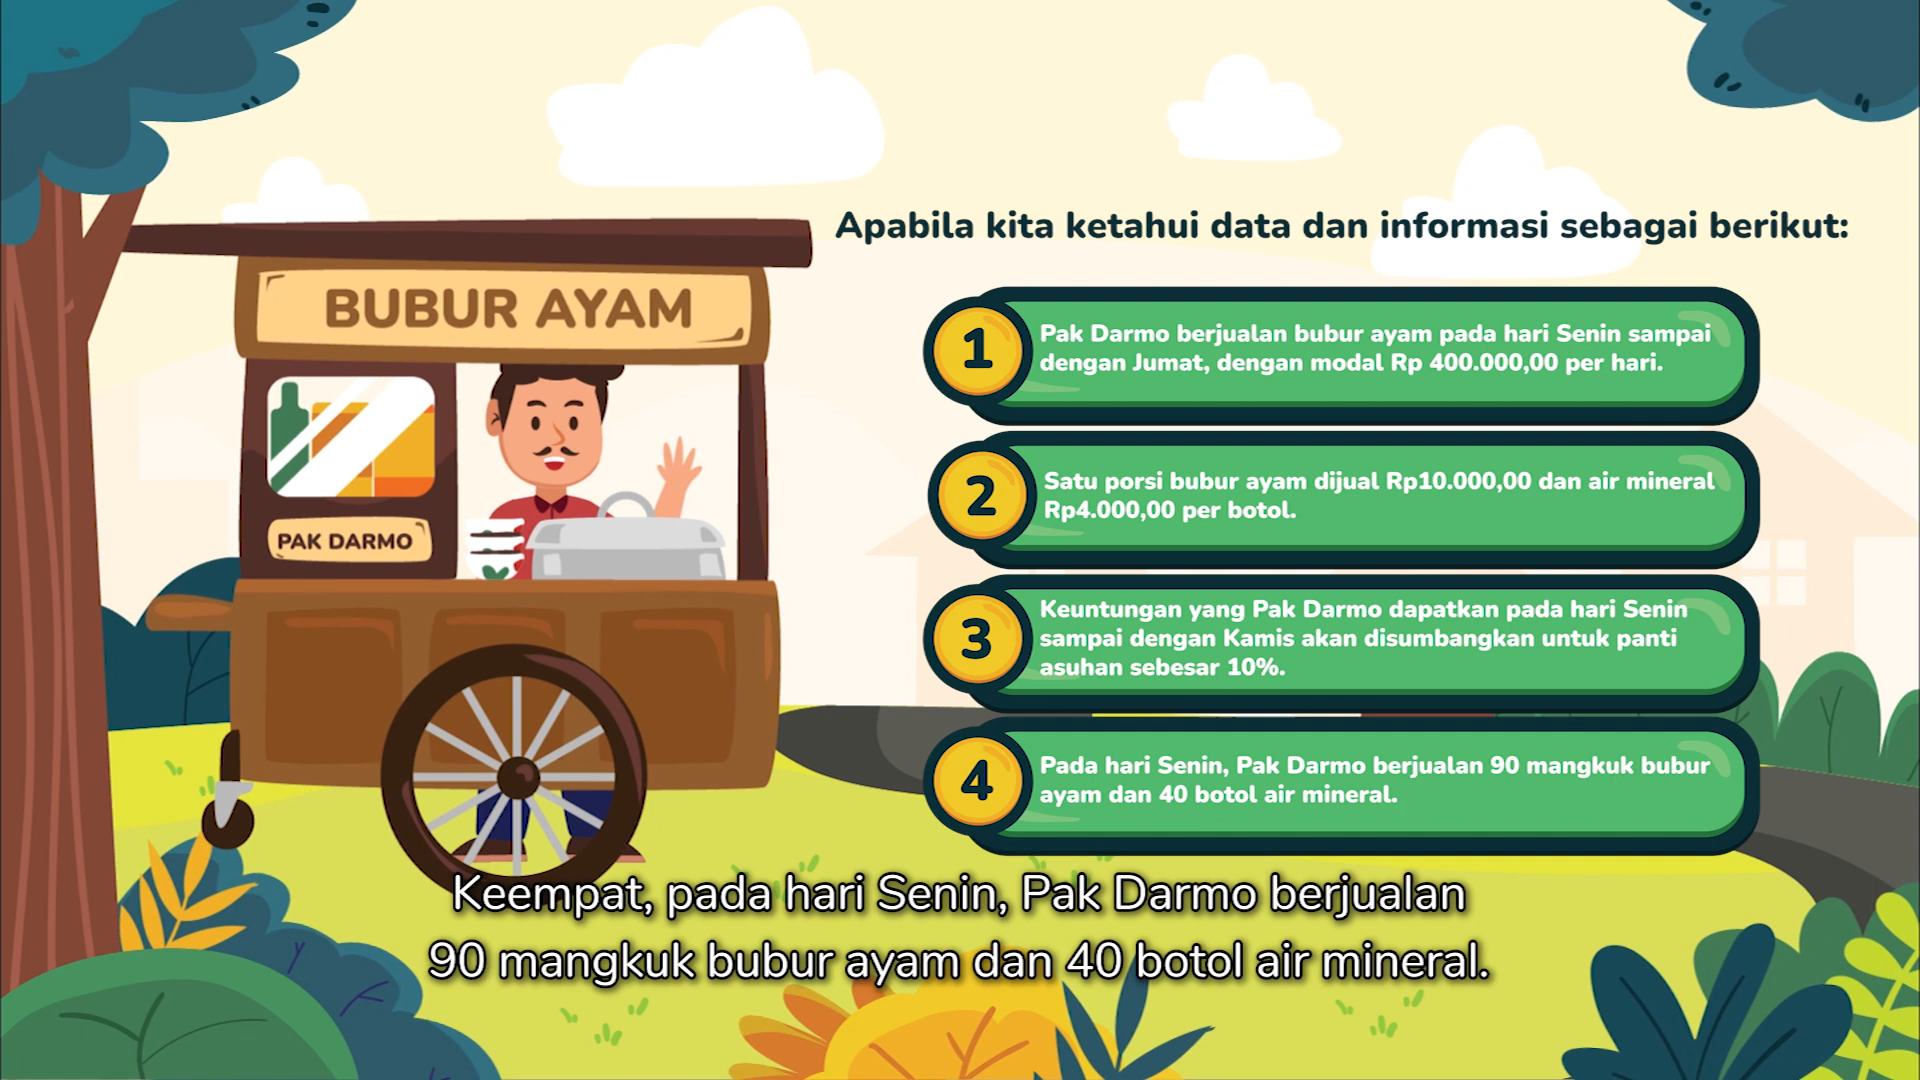 Apabila kita ketahui data dan informasi sebagai berikut:
BUBUR AYAM
PAK DARMO
1
Pak Darmo berjualan bubur ayam pada hari Senin sampai
dengan Jumat, dengan modal Rp 400.000,00 per hari.
2
Satu porsi bubur ayam dijual Rp10.000,00 dan air mineral
Rp4.000,00 per botol.
3
Keuntungan yang Pak Darmo dapatkan pada hari Senin
sampai dengan Kamis akan disumbangkan untuk panti
asuhan sebesar 10%.
4
Pada hari Senin, Pak Darmo berjualan 90 mangkuk bubur
ayam dan 40 botol air mineral.
Keempat, pada hari Senin, Pak Darmo berjualan
90 mangkuk bubur ayam dan 40 botol air mineral.